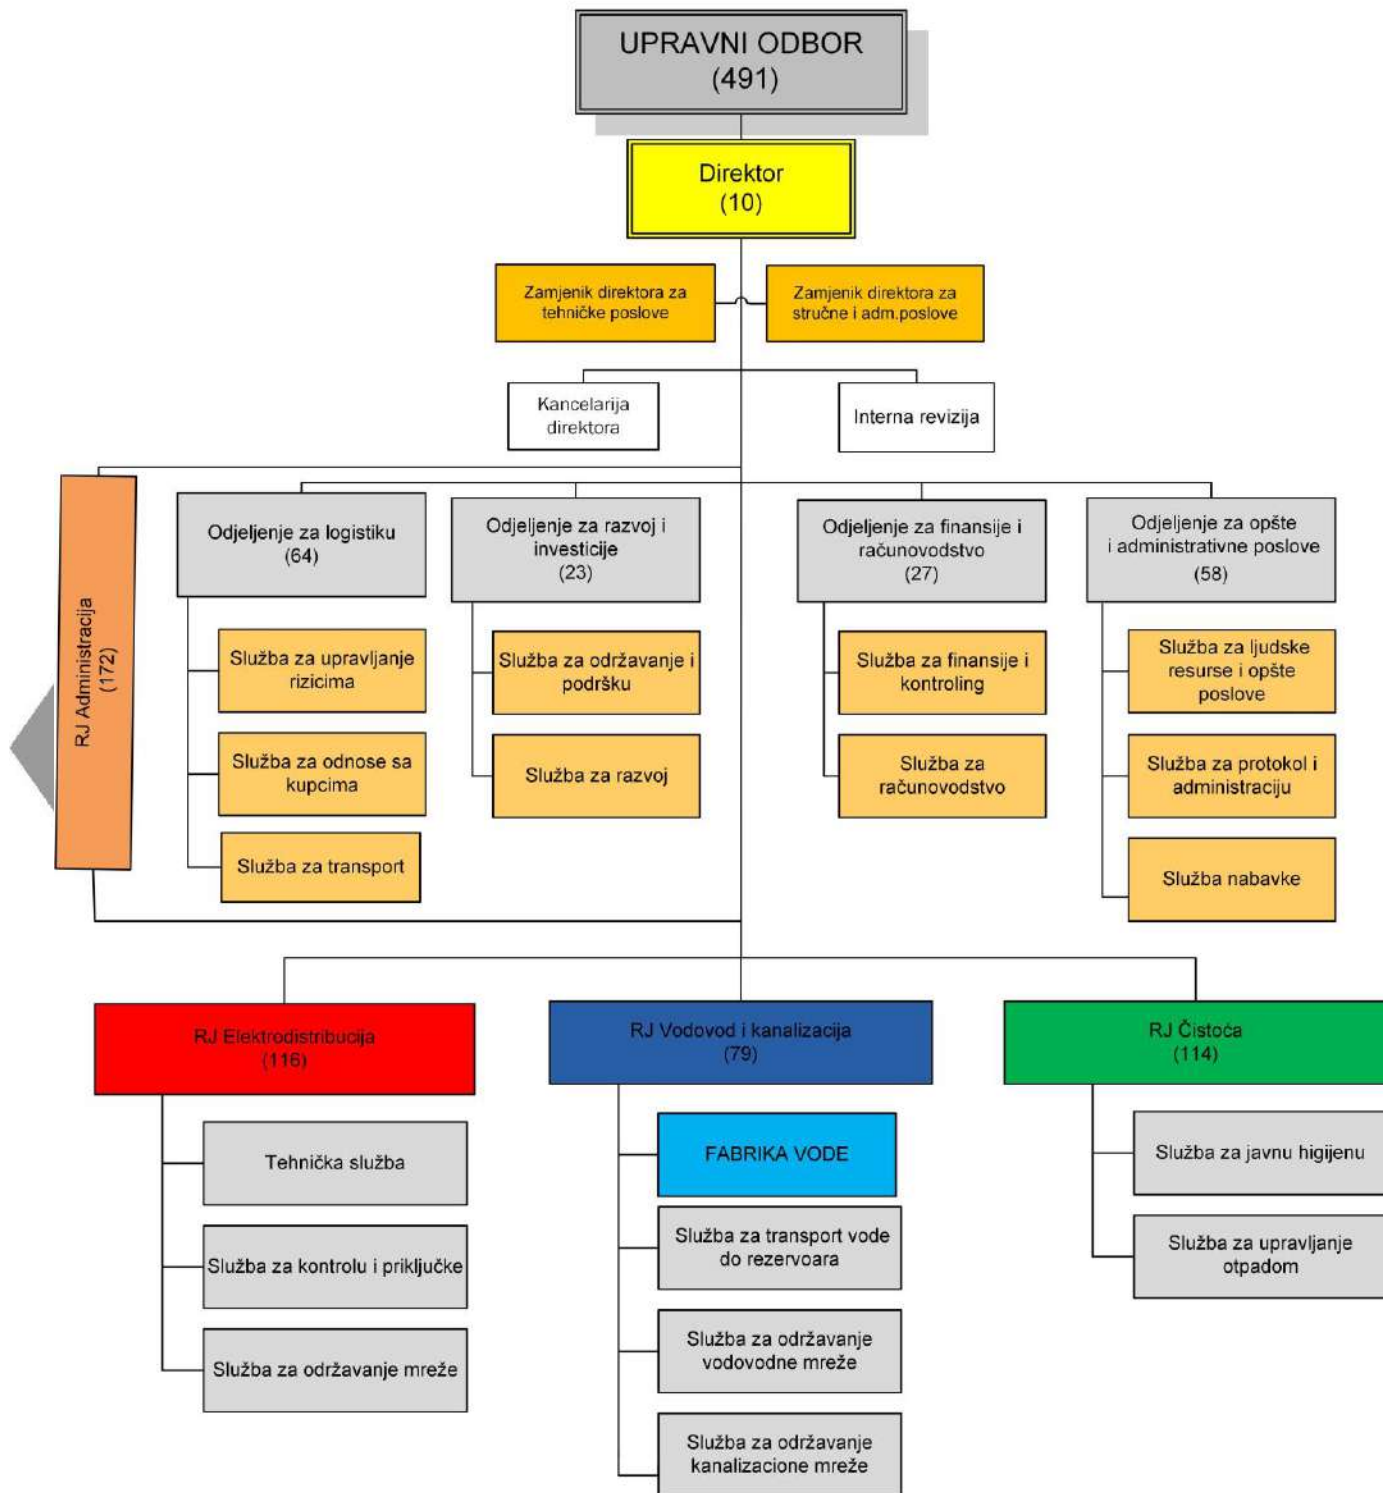 UPRAVNI ODBOR
(491)
Direktor
(10)
Zamjenik direktora za
tehničke poslove
Zamjenik direktora za
stručne i adm.poslove
Kancelarija
direktora
Interna revizija
RJ Administracija
(172)
Odjeljenje za logistiku
(64)
Odjeljenje za razvoj i
investicije
(23)
Odjeljenje za finansije i
računovodstvo
(27)
Odjeljenje za opšte
i administrativne poslove
(58)
Služba za upravljanje
rizicima
Služba za održavanje i
podršku
Služba za finansije i
kontroling
Služba za ljudske
resurse i opšte
poslove
Služba za odnose sa
kupcima
Služba za razvoj
Služba za
računovodstvo
Služba za protokol i
administraciju
Služba za transport
Služba nabavke
RJ Elektrodistribucija
(116)
RJ Vodovod i kanalizacija
(79)
RJ Čistoća
(114)
Tehnička služba
Služba za kontrolu i priključke
Služba za održavanje mreže
FABRIKA VODE
Služba za transport vode
do rezervoara
Služba za održavanje
vodovodne mreže
Služba za održavanje
kanalizacione mreže
Služba za javnu higijenu
Služba za upravljanje
otpadom